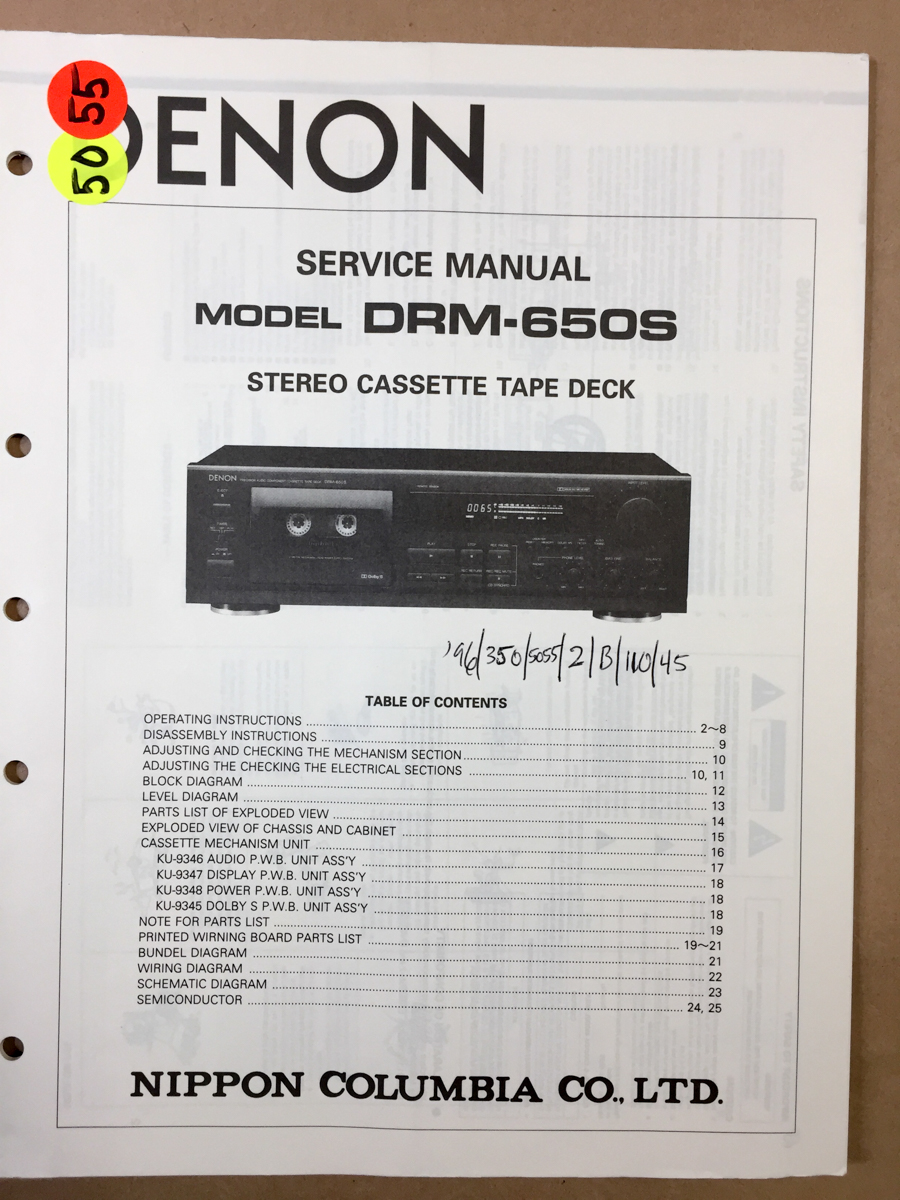 55
50
DENON
SERVICE MANUAL
MODEL DRM-650S
STEREO CASSETTE TAPE DECK
DENON
0065
'96/350/5055/2/B/110/45
TABLE OF CONTENTS
OPERATING INSTRUCTIONS 2~8
DISASSEMBLY INSTRUCTIONS 9
ADJUSTING AND CHECKING THE MECHANISM SECTION 10
ADJUSTING THE CHECKING THE ELECTRICAL SECTIONS 10, 11
BLOCK DIAGRAM 12
LEVEL DIAGRAM 13
PARTS LIST OF EXPLODED VIEW 14
EXPLODED VIEW OF CHASSIS AND CABINET 15
CASSETTE MECHANISM UNIT 16
KU-9346 AUDIO P.W.B. UNIT ASS'Y 17
KU-9347 DISPLAY P.W.B. UNIT ASS'Y 18
KU-9348 POWER P.W.B. UNIT ASS'Y 18
KU-9345 DOLBY S P.W.B. UNIT ASS'Y 18
NOTE FOR PARTS LIST 19
PRINTED WIRNING BOARD PARTS LIST 19~21
BUNDEL DIAGRAM 21
WIRING DIAGRAM 22
SCHEMATIC DIAGRAM 23
SEMICONDUCTOR 24, 25
NIPPON COLUMBIA CO., LTD.